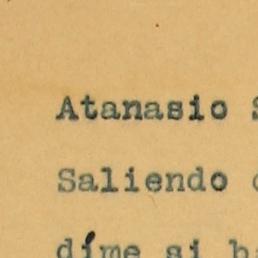 Atanasio S
Saliendo
díme si